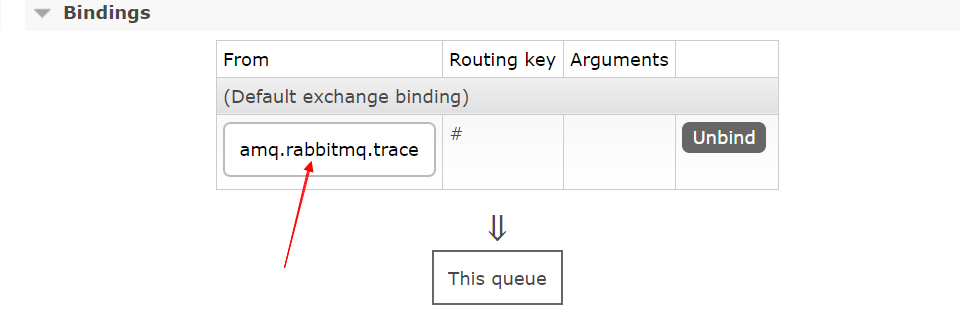 Bindings
From Routing key Arguments
(Default exchange binding)
amq.rabbitmq.trace # Unbind
⇓
This queue